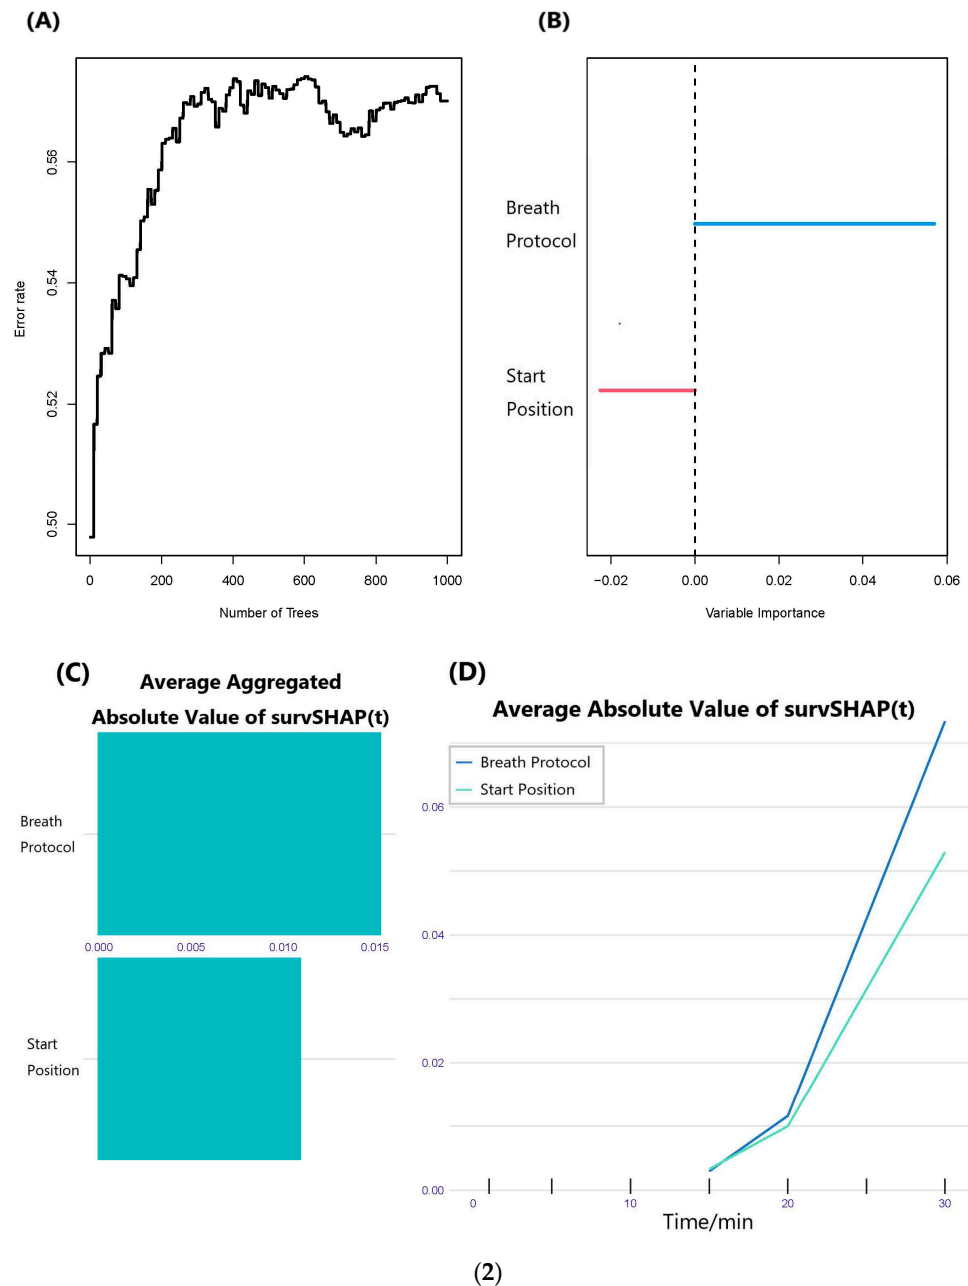 (A)
(B)
0.56
0.54
0.52
0.50
Error rate
0
200
400
600
800
1000
Number of Trees
Breath
Protocol
Start
Position
−0.02
0.00
0.02
0.04
0.06
Variable Importance
(C)
Average Aggregated
Absolute Value of survSHAP(t)
Breath
Protocol
0.000
0.005
0.010
0.015
Start
Position
(D)
Average Absolute Value of survSHAP(t)
Breath Protocol
Start Position
0.06
0.04
0.02
0.00
0
10
20
30
Time/min
(2)